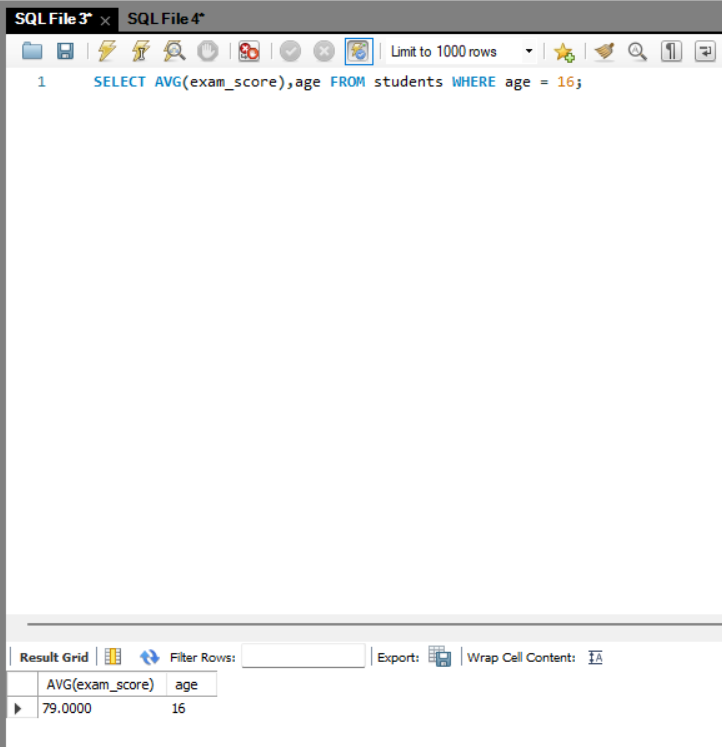 SQL File 3* × SQL File 4*
Limit to 1000 rows
1 SELECT AVG(exam_score),age FROM students WHERE age = 16;
Result Grid Filter Rows: Export: Wrap Cell Content:
AVG(exam_score) age
79.0000 16